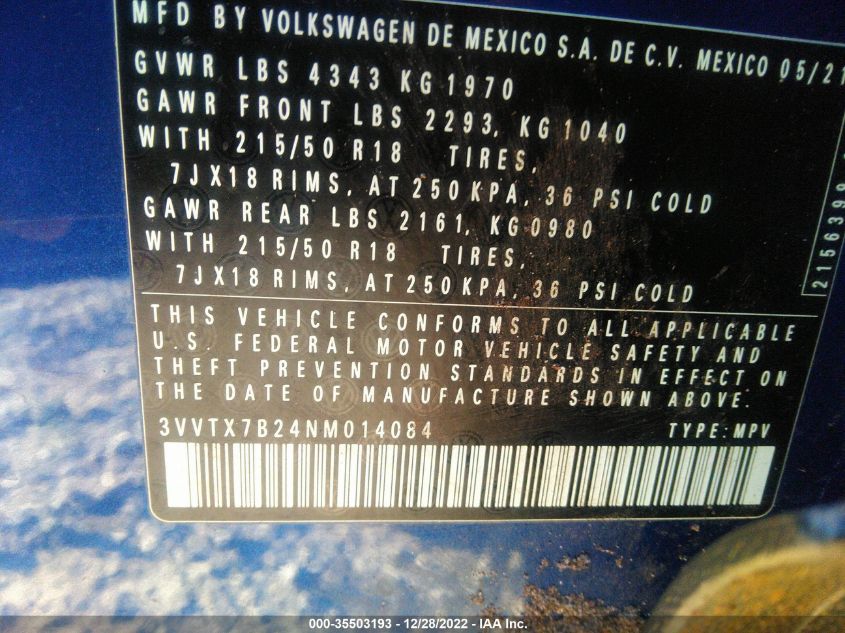 MFD BY VOLKSWAGEN DE MEXICO S.A. DE C.V. MEXICO 05/21
GVWR LBS 4343 KG 1970
GAWR FRONT LBS 2293, KG 1040
WITH 215/50 R18 TIRES,
7JX18 RIMS, AT 250 KPA, 36 PSI COLD
GAWR REAR LBS 2161, KG 0980
WITH 215/50 R18 TIRES,
7JX18 RIMS, AT 250 KPA, 36 PSI COLD
THIS VEHICLE CONFORMS TO ALL APPLICABLE
U.S. FEDERAL MOTOR VEHICLE SAFETY AND
THEFT PREVENTION STANDARDS IN EFFECT ON
THE DATE OF MANUFACTURE SHOWN ABOVE.
3VVTX7B24NM014084 TYPE: MPV
2156399
000-35503193 - 12/28/2022 - IAA Inc.